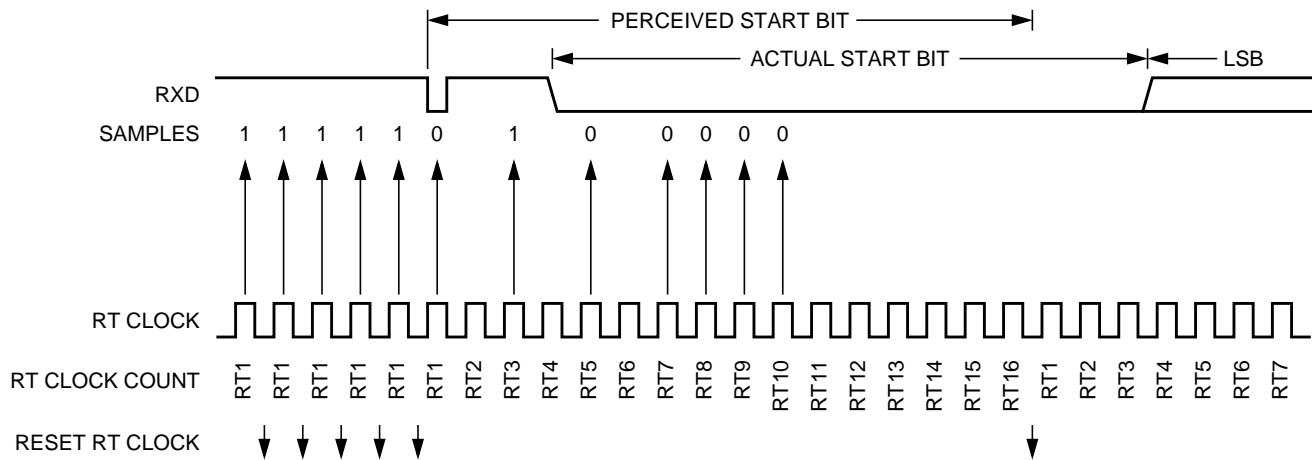 PERCEIVED START BIT
ACTUAL START BIT
LSB
RXD
SAMPLES 1 1 1 1 1 0 1 0 0 0 0 0
RT CLOCK
RT CLOCK COUNT RT1 RT1 RT1 RT1 RT1 RT1 RT2 RT3 RT4 RT5 RT6 RT7 RT8 RT9 RT10 RT11 RT12 RT13 RT14 RT15 RT16 RT1 RT2 RT3 RT4 RT5 RT6 RT7
RESET RT CLOCK